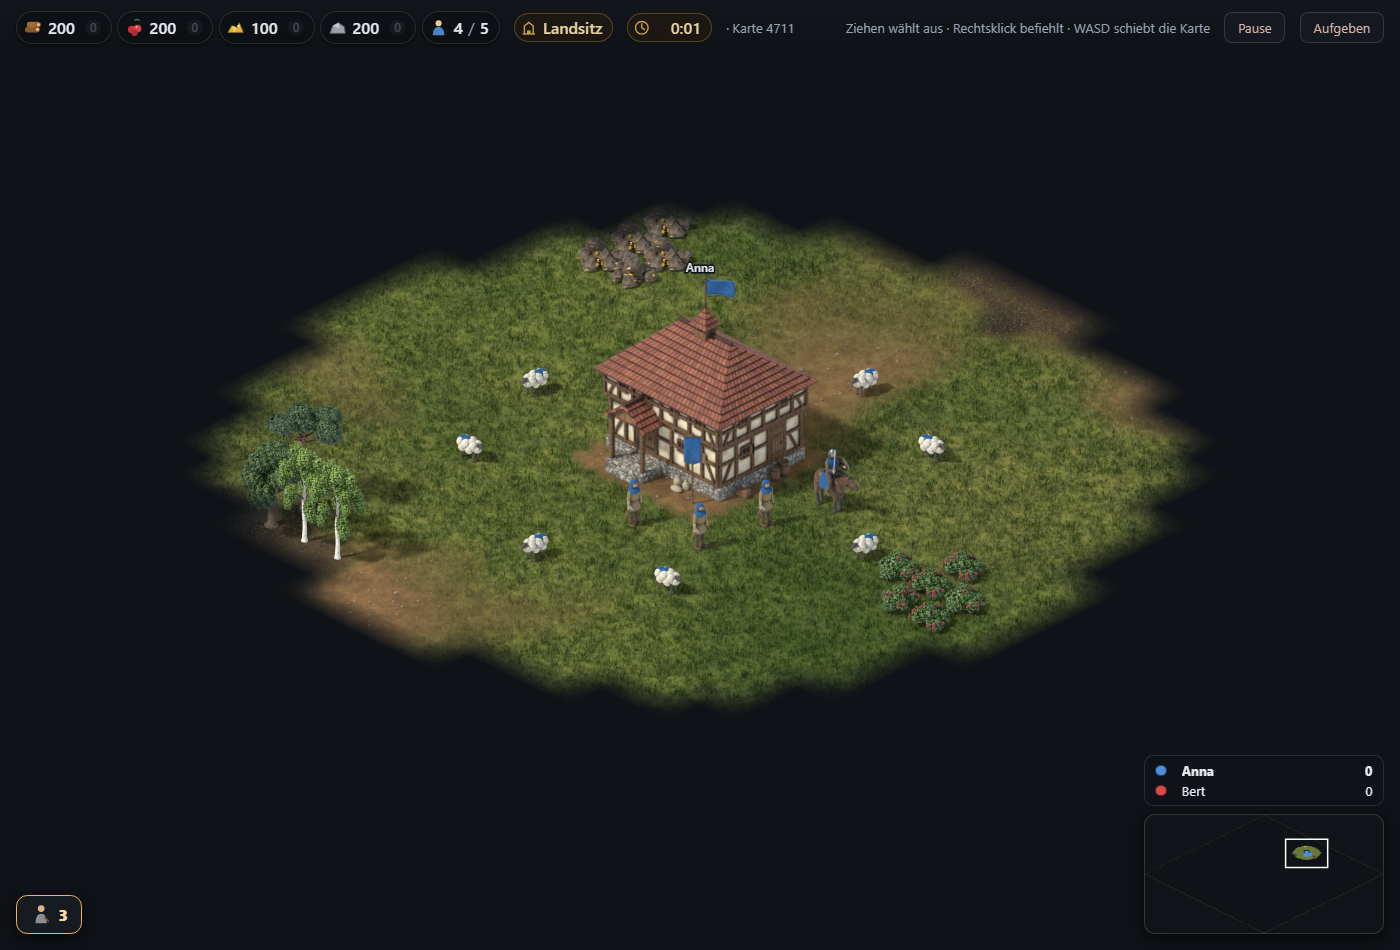 200 0 200 0 100 0 200 0 4 / 5 Landsitz 0:01 · Karte 4711 Ziehen wählt aus · Rechtsklick befiehlt · WASD schiebt die Karte Pause Aufgeben
Anna
Anna 0
Bert 0
3